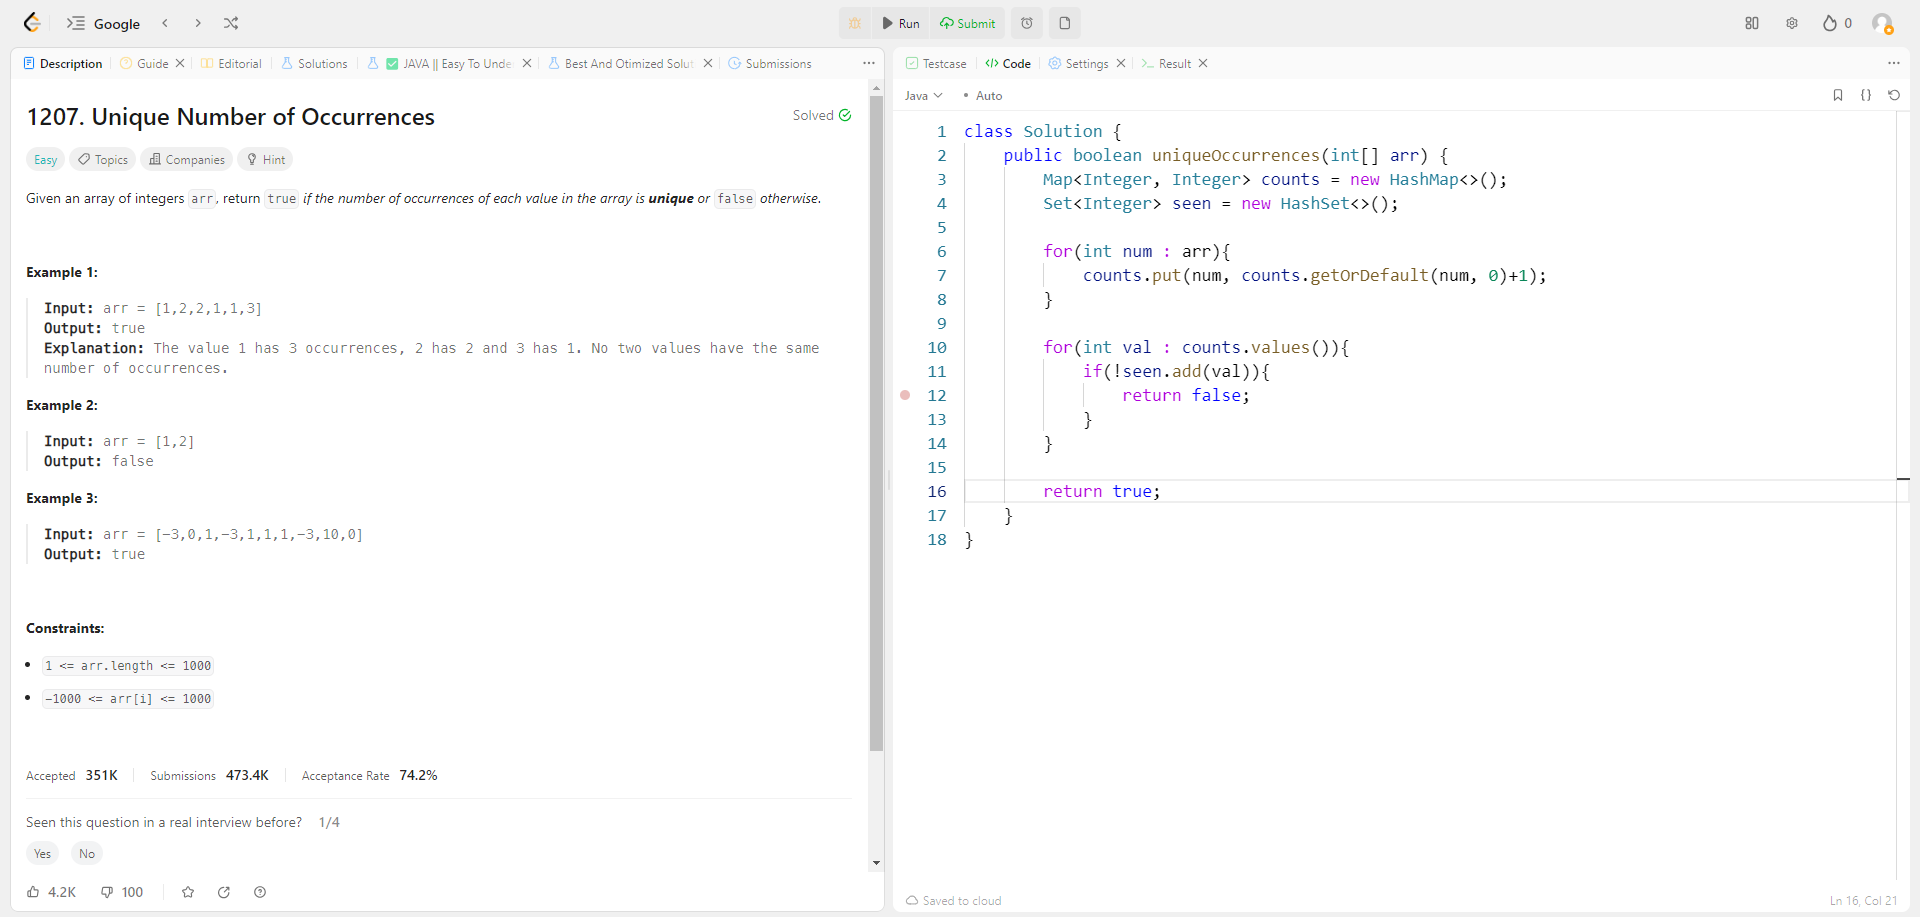 Google
Run
Submit
0
Description
Guide
Editorial
Solutions
JAVA || Easy To Unde
Best And Otimized Solut
Submissions
1207. Unique Number of Occurrences
Solved
Easy
Topics
Companies
Hint
Given an array of integers arr, return true if the number of occurrences of each value in the array is unique or false otherwise.
Example 1:
Input: arr = [1,2,2,1,1,3]
Output: true
Explanation: The value 1 has 3 occurrences, 2 has 2 and 3 has 1. No two values have the same
number of occurrences.
Example 2:
Input: arr = [1,2]
Output: false
Example 3:
Input: arr = [-3,0,1,-3,1,1,1,-3,10,0]
Output: true
Constraints:
• 1 <= arr.length <= 1000
• -1000 <= arr[i] <= 1000
Accepted 351K
Submissions 473.4K
Acceptance Rate 74.2%
Seen this question in a real interview before? 1/4
Yes
No
4.2K
100
Testcase
</> Code
Settings
>_ Result
Java
• Auto
{}
1 class Solution {
2     public boolean uniqueOccurrences(int[] arr) {
3         Map<Integer, Integer> counts = new HashMap<>();
4         Set<Integer> seen = new HashSet<>();
5
6         for(int num : arr){
7             counts.put(num, counts.getOrDefault(num, 0)+1);
8         }
9
10         for(int val : counts.values()){
11             if(!seen.add(val)){
12                 return false;
13             }
14         }
15
16         return true;
17     }
18 }
Saved to cloud
Ln 16, Col 21